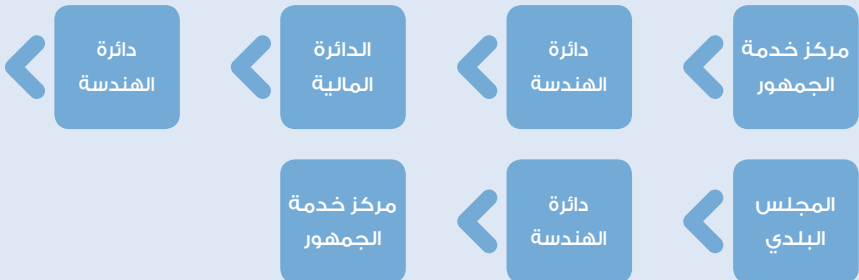 مركز خدمة
الجمهور
دائرة
الهندسة
الدائرة
المالية
دائرة
الهندسة
المجلس
البلدي
دائرة
الهندسة
مركز خدمة
الجمهور